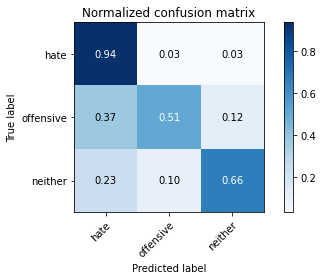 Normalized confusion matrix
hate 0.94 0.03 0.03
offensive 0.37 0.51 0.12
neither 0.23 0.10 0.66
True label
hate offensive neither
Predicted label
0.8
0.6
0.4
0.2